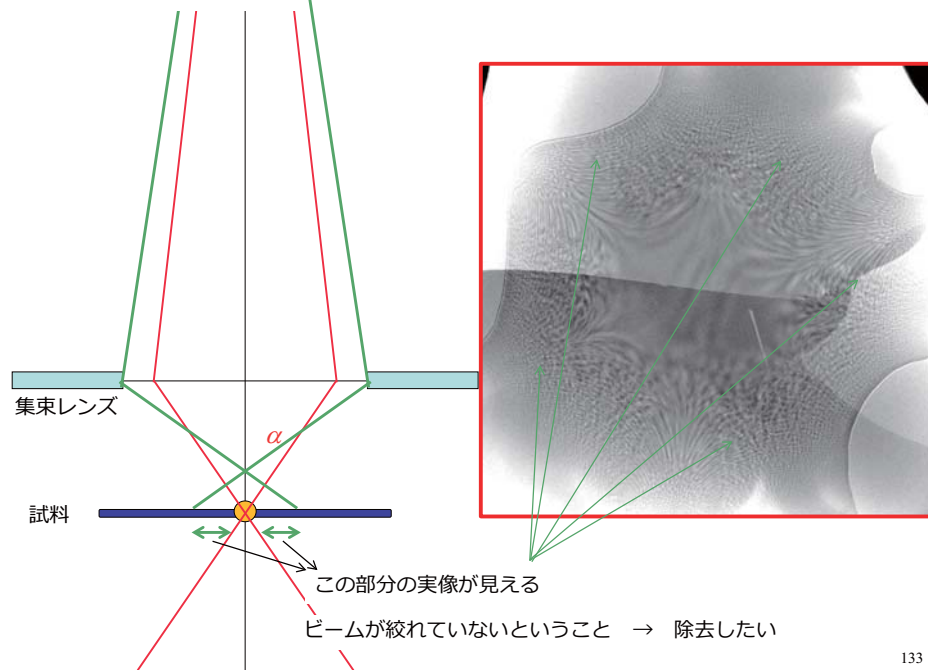 集束レンズ
α
試料
この部分の実像が見える
ビームが絞れていないということ → 除去したい
133